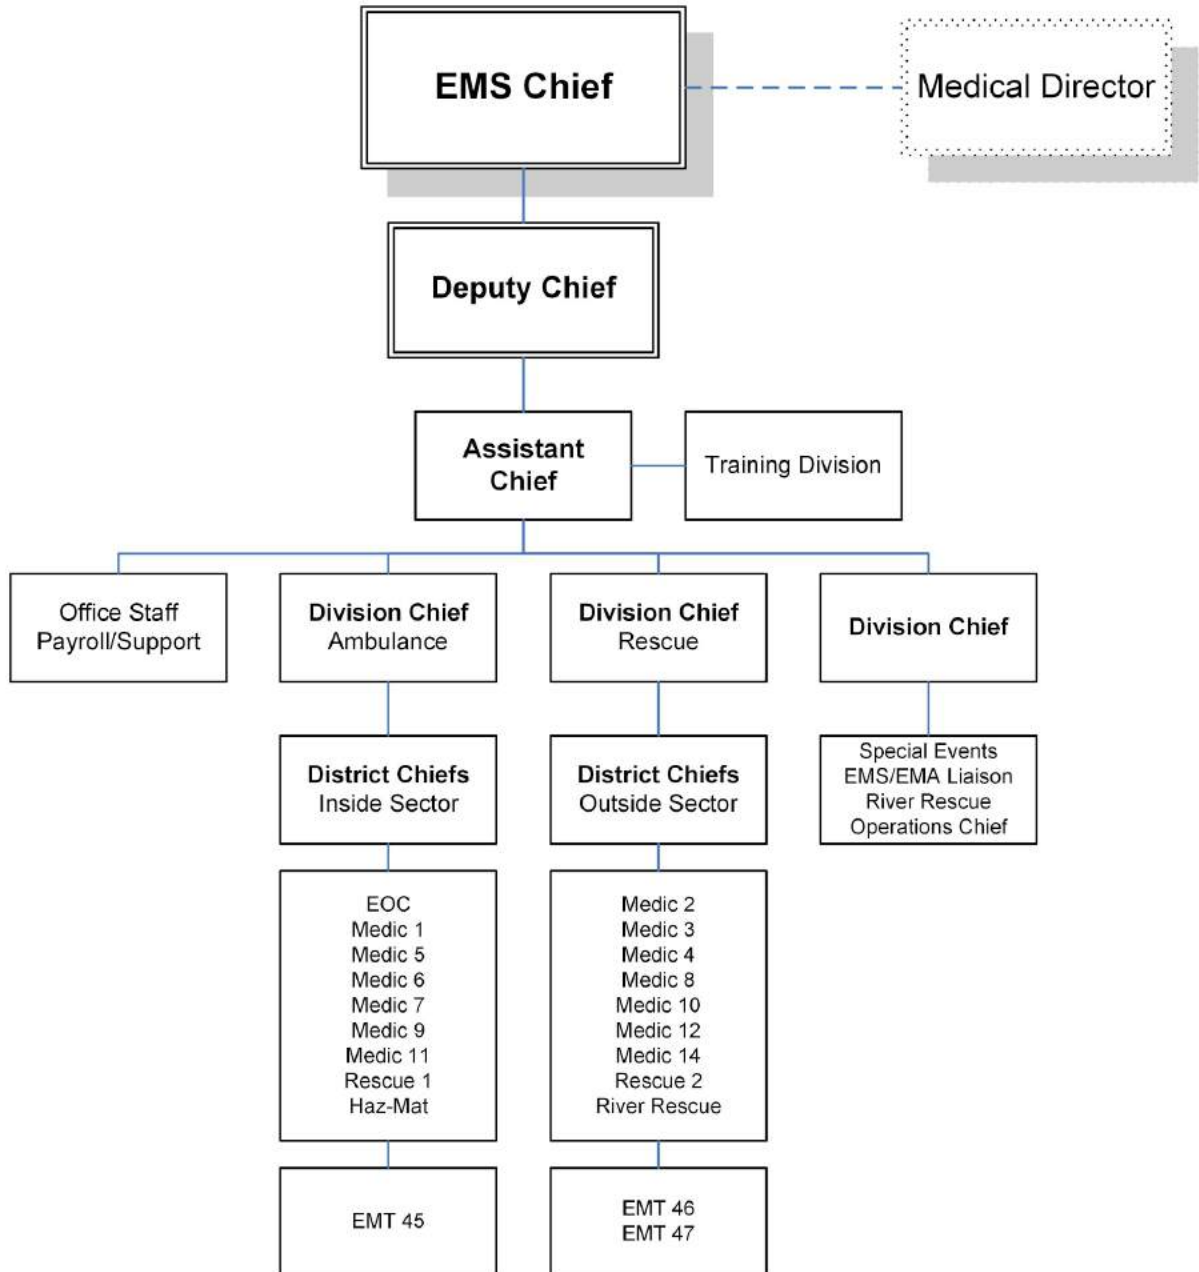 EMS Chief
Medical Director
Deputy Chief
Assistant
Chief
Training Division
Office Staff
Payroll/Support
Division Chief
Ambulance
Division Chief
Rescue
Division Chief
District Chiefs
Inside Sector
District Chiefs
Outside Sector
Special Events
EMS/EMA Liaison
River Rescue
Operations Chief
EOC
Medic 1
Medic 5
Medic 6
Medic 7
Medic 9
Medic 11
Rescue 1
Haz-Mat
Medic 2
Medic 3
Medic 4
Medic 8
Medic 10
Medic 12
Medic 14
Rescue 2
River Rescue
EMT 45
EMT 46
EMT 47